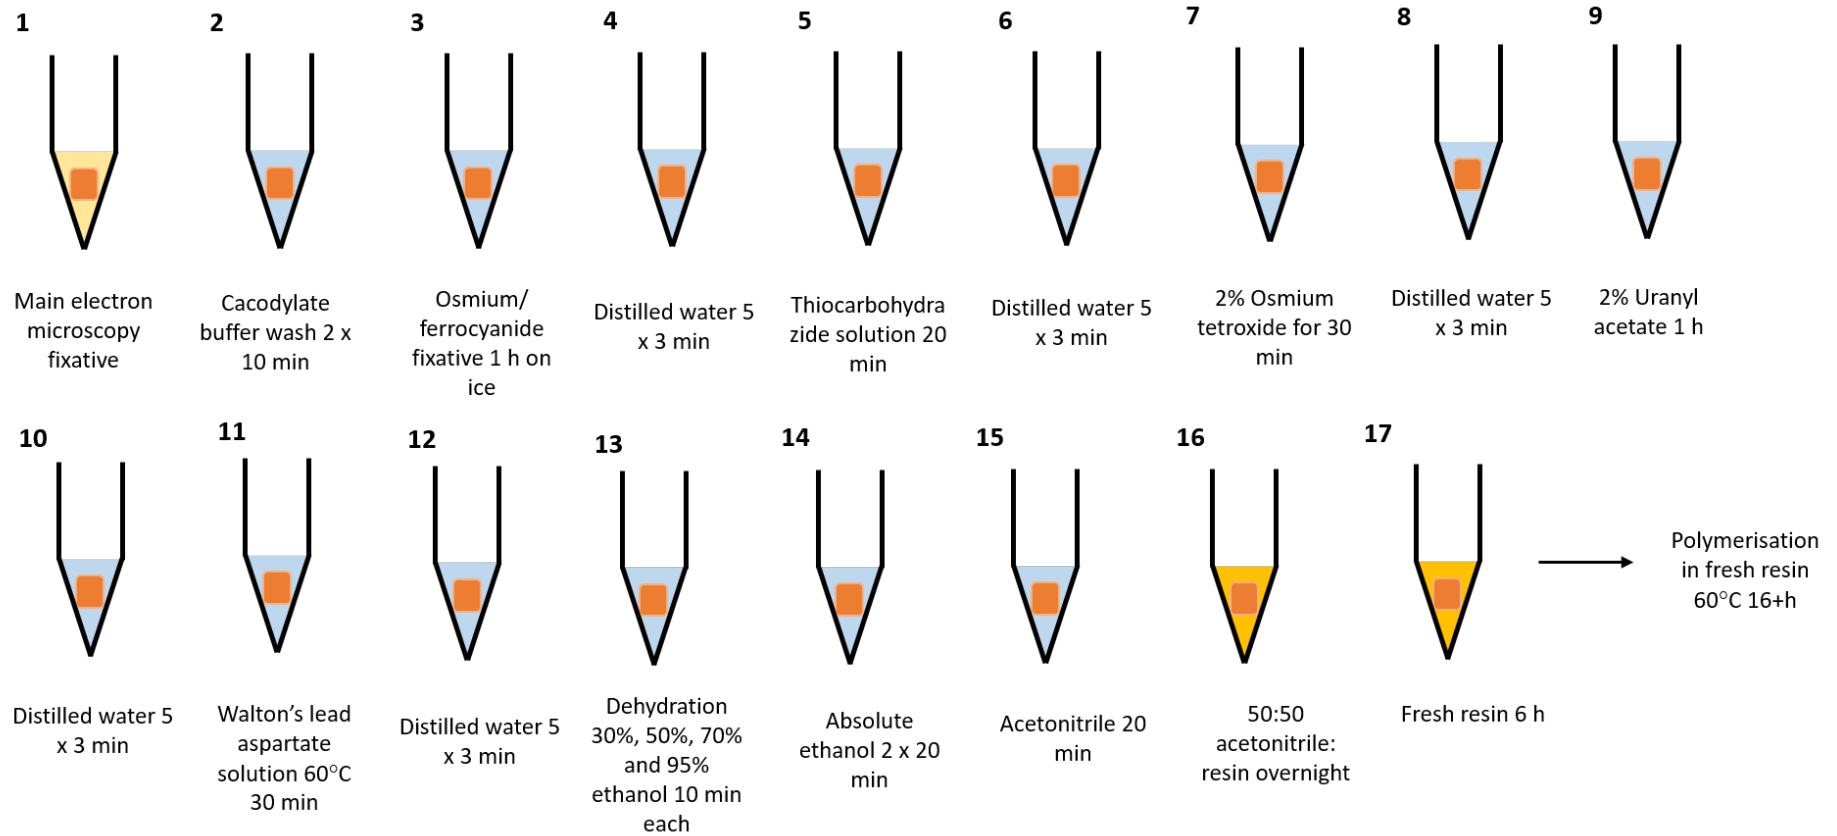 1
Main electron
microscopy
fixative
2
Cacodylate
buffer wash 2 x
10 min
3
Osmium/
ferrocyanide
fixative 1 h on
ice
4
Distilled water 5
x 3 min
5
Thiocarbohydra
zide solution 20
min
6
Distilled water 5
x 3 min
7
2% Osmium
tetroxide for 30
min
8
Distilled water 5
x 3 min
9
2% Uranyl
acetate 1 h
10
Distilled water 5
x 3 min
11
Walton’s lead
aspartate
solution 60°C
30 min
12
Distilled water 5
x 3 min
13
Dehydration
30%, 50%, 70%
and 95%
ethanol 10 min
each
14
Absolute
ethanol 2 x 20
min
15
Acetonitrile 20
min
16
50:50
acetonitrile:
resin overnight
17
Fresh resin 6 h
Polymerisation
in fresh resin
60°C 16+h